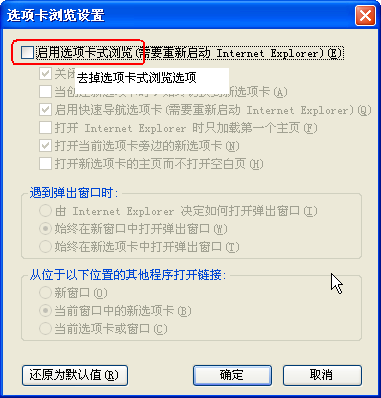 选项卡浏览设置
启用选项卡式浏览(需要重新启动 Internet Explorer)(E)
关闭
去掉选项卡式浏览选项
选项卡(A)
启用快速导航选项卡(需要重新启动 Internet Explorer)(Q)
打开 Internet Explorer 时只加载第一个主页(F)
打开当前选项卡旁边的新选项卡(N)
打开新选项卡的主页而不打开空白页(H)
遇到弹出窗口时:
由 Internet Explorer 决定如何打开弹出窗口(I)
始终在新窗口中打开弹出窗口(W)
始终在新选项卡中打开弹出窗口(T)
从位于以下位置的其他程序打开链接:
新窗口(O)
当前窗口中的新选项卡(B)
当前选项卡或窗口(C)
还原为默认值(R)
确定
取消